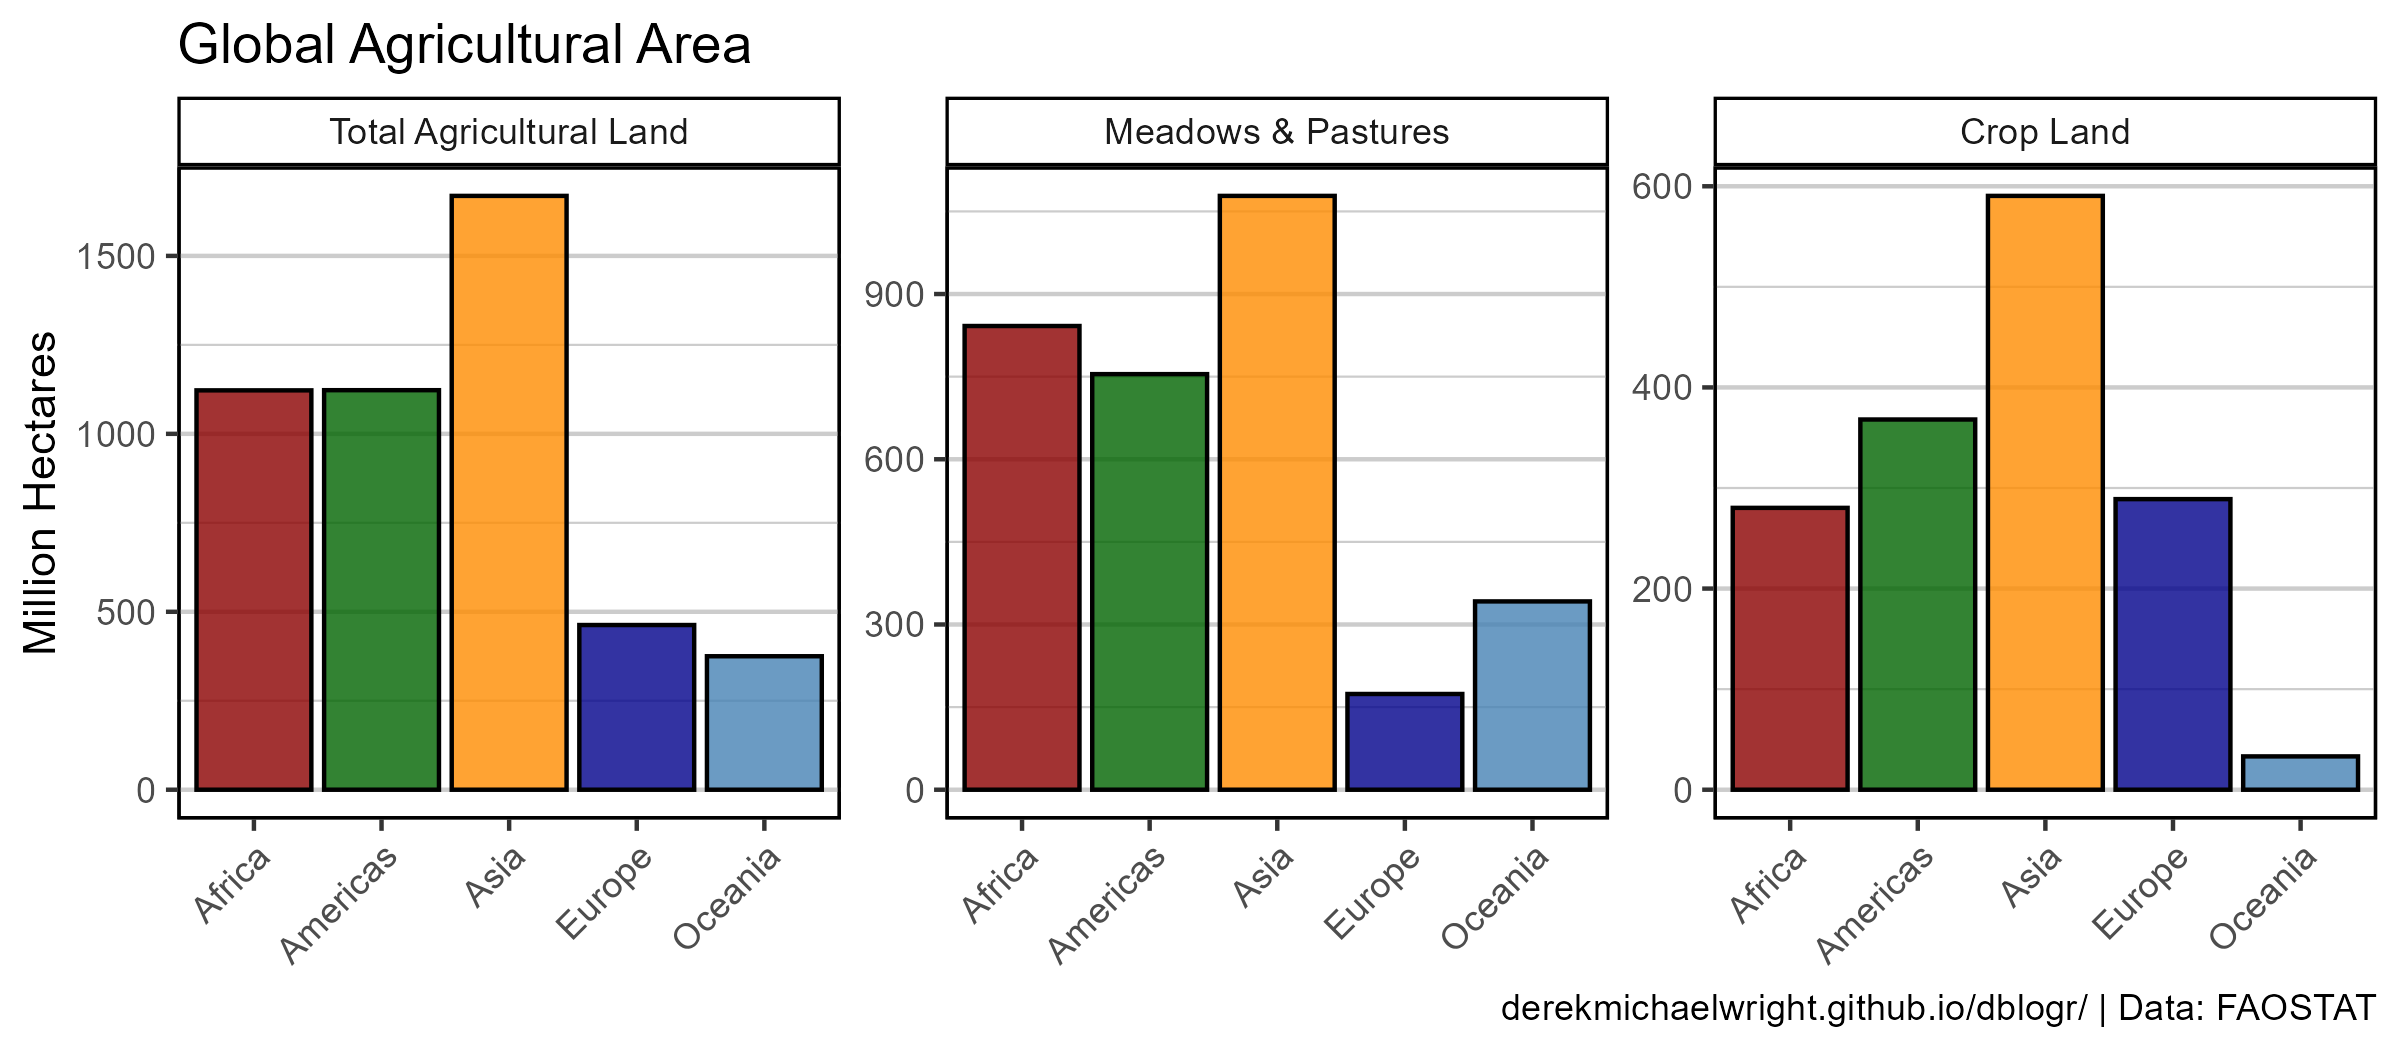 Global Agricultural Area
Total Agricultural Land
Meadows & Pastures
Crop Land
Million Hectares
1500
1000
500
0
900
600
300
0
600
400
200
0
Africa
Americas
Asia
Europe
Oceania
Africa
Americas
Asia
Europe
Oceania
Africa
Americas
Asia
Europe
Oceania
derekmichaelwright.github.io/dblogr/ | Data: FAOSTAT